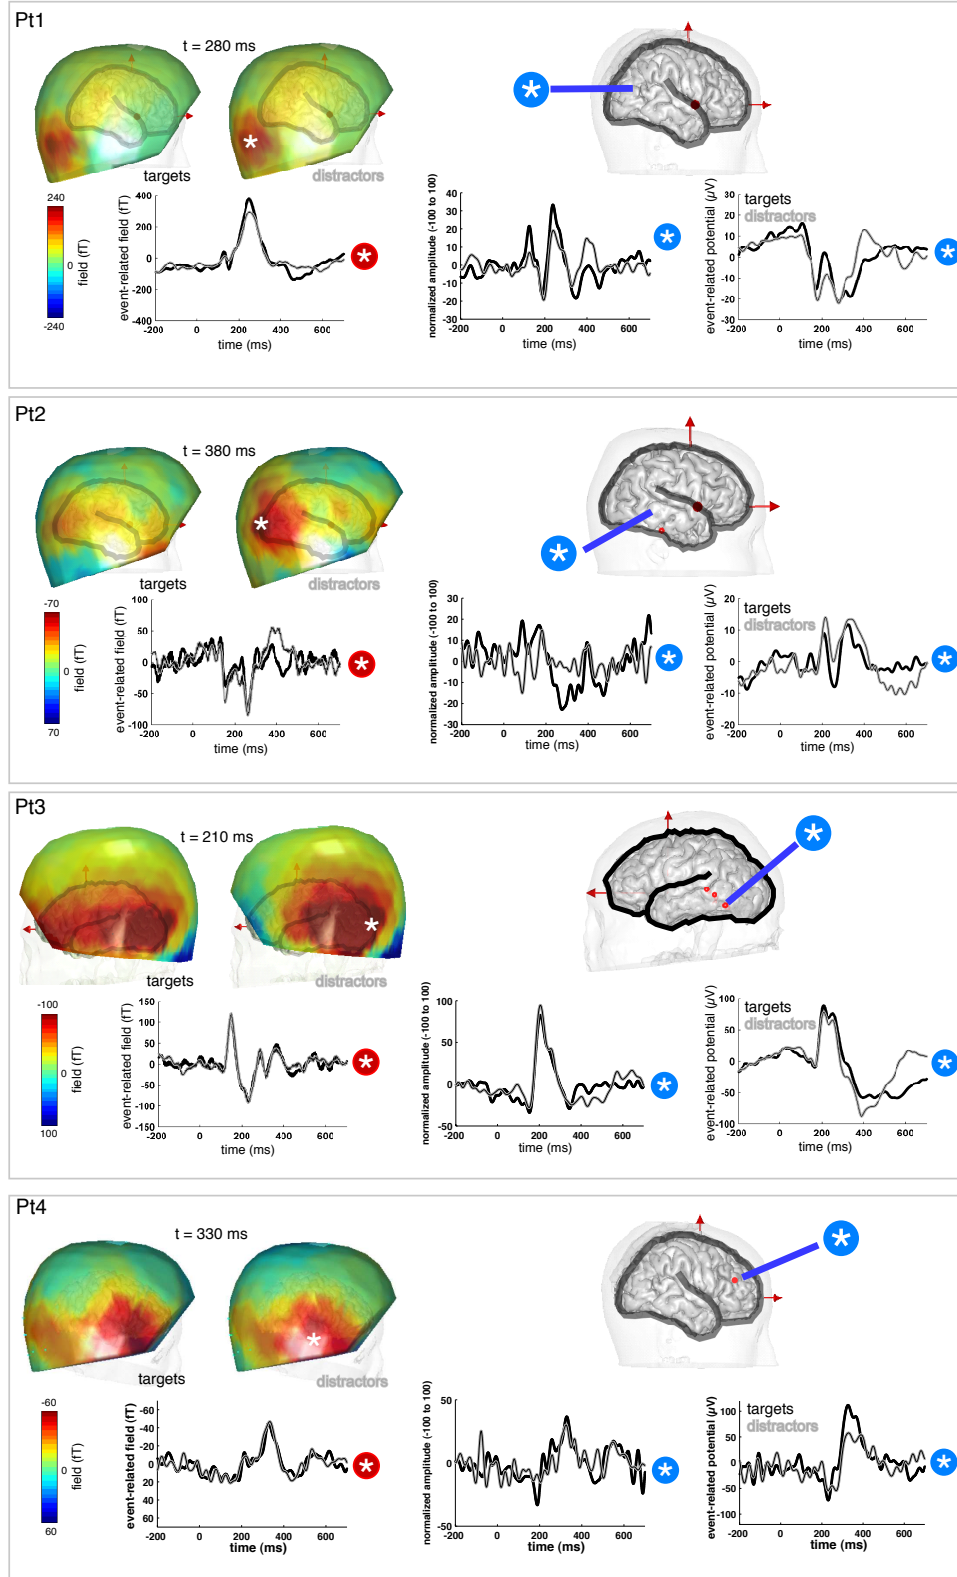 Pt1
t = 280 ms
targets
distractors
240
0
-240
field (fT)
event-related field (fT)
400
200
0
-200
-400
-200 0 200 400 600
time (ms)
normalized amplitude (-100 to 100)
40
30
20
10
0
-10
-20
-30
-200 0 200 400 600
time (ms)
event-related potential (µV)
targets
distractors
30
20
10
0
-10
-20
-30
-200 0 200 400 600
time (ms)
Pt2
t = 380 ms
targets
distractors
-70
0
70
field (fT)
event-related field (fT)
100
50
0
-50
-100
-200 0 200 400 600
time (ms)
normalized amplitude (-100 to 100)
30
20
10
0
-10
-20
-30
-200 0 200 400 600
time (ms)
event-related potential (µV)
targets
distractors
20
15
10
5
0
-5
-10
-15
-20
-200 0 200 400 600
time (ms)
Pt3
t = 210 ms
targets
distractors
-100
0
100
field (fT)
event-related field (fT)
150
100
50
0
-50
-100
-150
-200 0 200 400 600
time (ms)
normalized amplitude (-100 to 100)
100
50
0
-50
-200 0 200 400 600
time (ms)
event-related potential (µV)
targets
distractors
100
50
0
-50
-100
-200 0 200 400 600
time (ms)
Pt4
t = 330 ms
targets
distractors
-60
0
60
field (fT)
event-related field (fT)
-60
-40
-20
0
20
40
60
-200 0 200 400 600
time (ms)
normalized amplitude (-100 to 100)
50
0
-50
-200 0 200 400 600
time (ms)
event-related potential (µV)
targets
distractors
100
50
0
-50
-100
-200 0 200 400 600
time (ms)